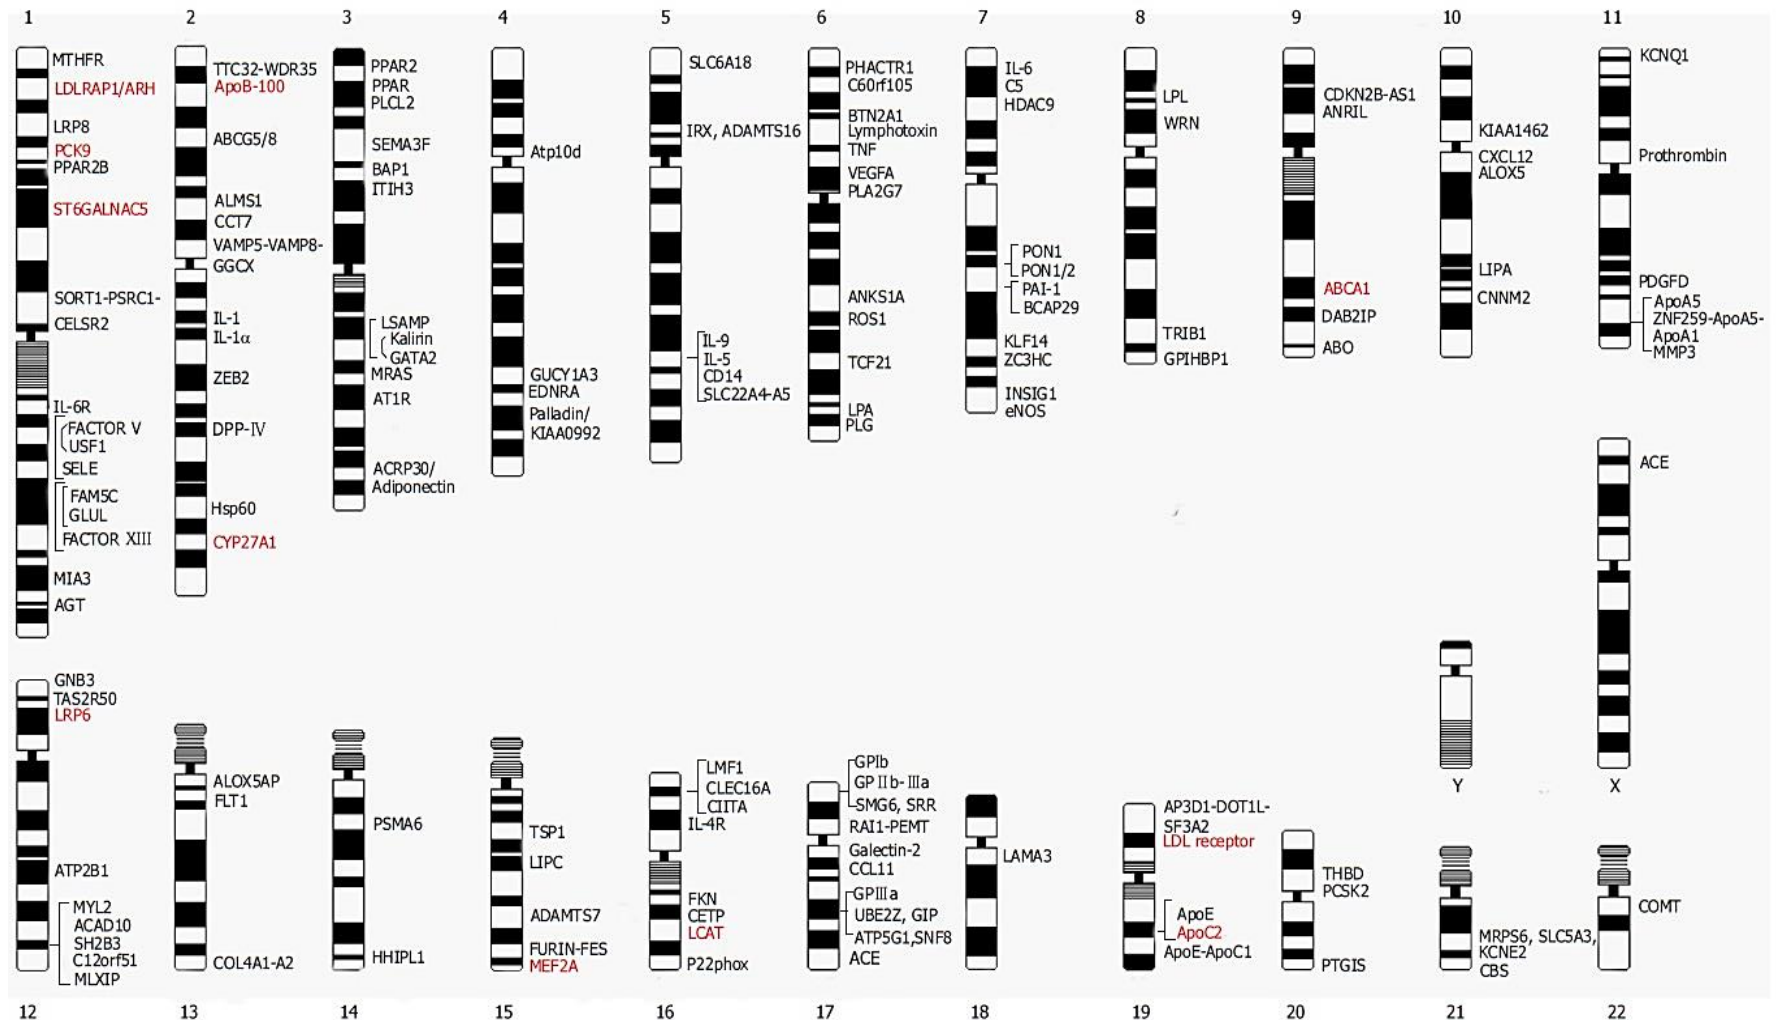 1 2 3 4 5 6 7 8 9 10 11
MTHFR
LDLRAP1/ARH
LRP8
PCK9
PPAR2B
ST6GALNAC5
SORT1-PSRC1-
CELSR2
IL-6R
FACTOR V
USF1
SELE
FAM5C
GLUL
FACTOR XIII
MIA3
AGT
TTC32-WDR35
ApoB-100
ABCG5/8
ALMS1
CCT7
VAMP5-VAMP8-
GGCX
IL-1
IL-1α
ZEB2
DPP-IV
Hsp60
CYP27A1
PPAR2
PPAR
PLCL2
SEMA3F
BAP1
ITIH3
LSAMP
Kalirin
GATA2
MRAS
AT1R
ACRP30/
Adiponectin
Atp10d
GUCY1A3
EDNRA
Palladin/
KIAA0992
SLC6A18
IRX, ADAMTS16
IL-9
IL-5
CD14
SLC22A4-A5
PHACTR1
C60rf105
BTN2A1
Lymphotoxin
TNF
VEGFA
PLA2G7
ANKS1A
ROS1
TCF21
LPA
PLG
IL-6
C5
HDAC9
PON1
PON1/2
PAI-1
BCAP29
KLF14
ZC3HC
INSIG1
eNOS
LPL
WRN
TRIB1
GPIHBP1
CDKN2B-AS1
ANRIL
ABCA1
DAB2IP
ABO
KIAA1462
CXCL12
ALOX5
LIPA
CNNM2
KCNQ1
Prothrombin
PDGFD
ApoA5
ZNF259-ApoA5-
ApoA1
MMP3
ACE
Y X
GNB3
TAS2R50
LRP6
ATP2B1
MYL2
ACAD10
SH2B3
C12orf51
MLXIP
ALOX5AP
FLT1
COL4A1-A2
PSMA6
HHIPL1
TSP1
LIPC
ADAMTS7
FURIN-FES
MEF2A
LMF1
CLEC16A
CIITA
IL-4R
FKN
CETP
LCAT
P22phox
GPIb
GPIIb-IIIa
SMG6, SRR
RAI1-PEMT
Galectin-2
CCL11
GPIIIa
UBE2Z, GIP
ATP5G1,SNF8
ACE
LAMA3
AP3D1-DOT1L-
SF3A2
LDL receptor
ApoE
ApoC2
ApoE-ApoC1
THBD
PCSK2
PTGIS
MRPS6, SLC5A3,
KCNE2
CBS
COMT
12 13 14 15 16 17 18 19 20 21 22